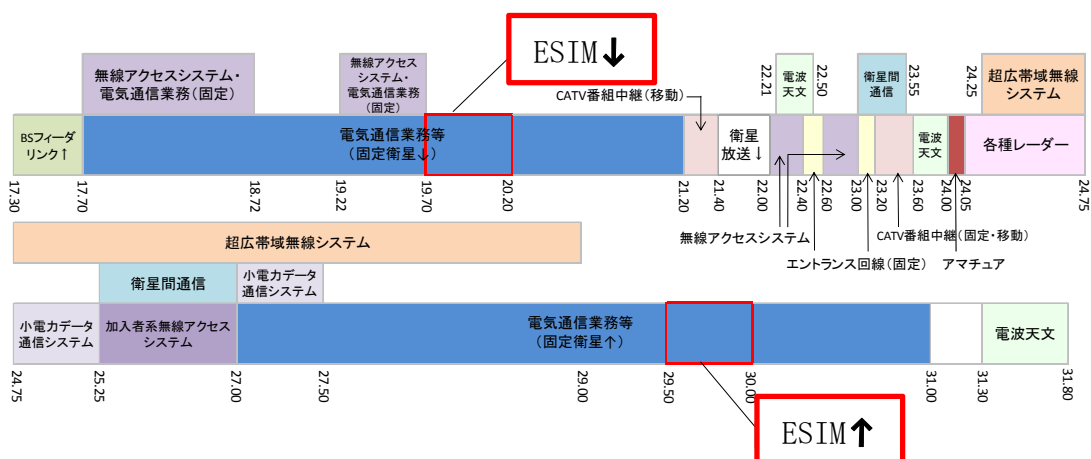 ESIM↓
無線アクセスシステム・
電気通信業務(固定)
無線アクセス
システム・
電気通信業務
(固定)
CATV番組中継(移動)
22.21
電波
天文
22.50
衛星間
通信
23.55
24.25
超広帯域無線
システム
BSフィーダ
リンク↑
電気通信業務等
(固定衛星↓)
衛星
放送↓
電波
天文
各種レーダー
17.30
17.70
18.72
19.22
19.70
20.20
21.20
21.40
22.00
22.40
22.60
23.00
23.20
23.60
24.00
24.05
24.75
無線アクセスシステム
エントランス回線(固定)
CATV番組中継(固定・移動)
アマチュア
超広帯域無線システム
衛星間通信
小電力データ
通信システム
小電力データ
通信システム
加入者系無線アクセス
システム
電気通信業務等
(固定衛星↑)
電波天文
24.75
25.25
27.00
27.50
29.00
29.50
30.00
31.00
31.30
31.80
ESIM↑